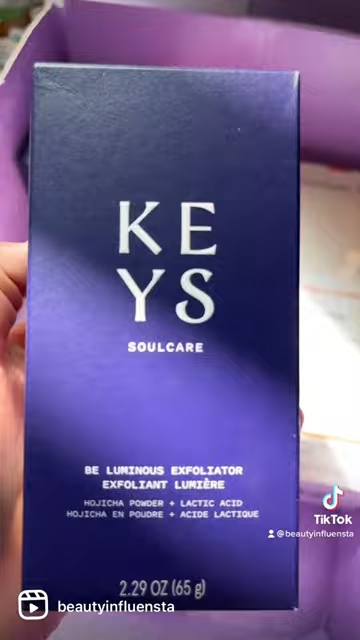 KE
YS
SOULCARE
BE LUMINOUS EXFOLIATOR
EXFOLIANT LUMIÈRE
HOJICHA POWDER + LACTIC ACID
HOJICHA EN POUDRE + ACIDE LACTIQUE
2.29 OZ (65 g)
TikTok
@beautyinfluensta
beautyinfluensta